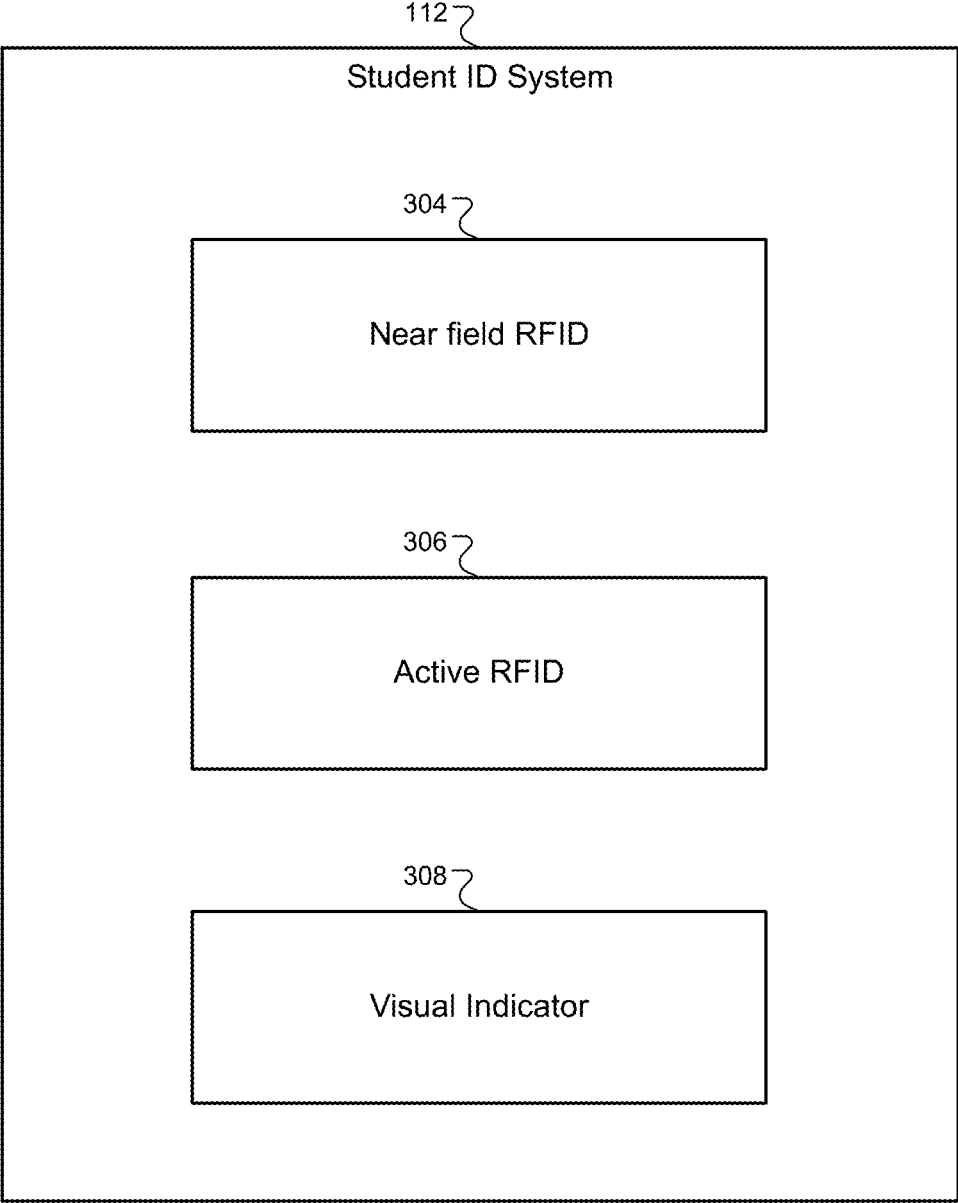 112
Student ID System
304
Near field RFID
306
Active RFID
308
Visual Indicator